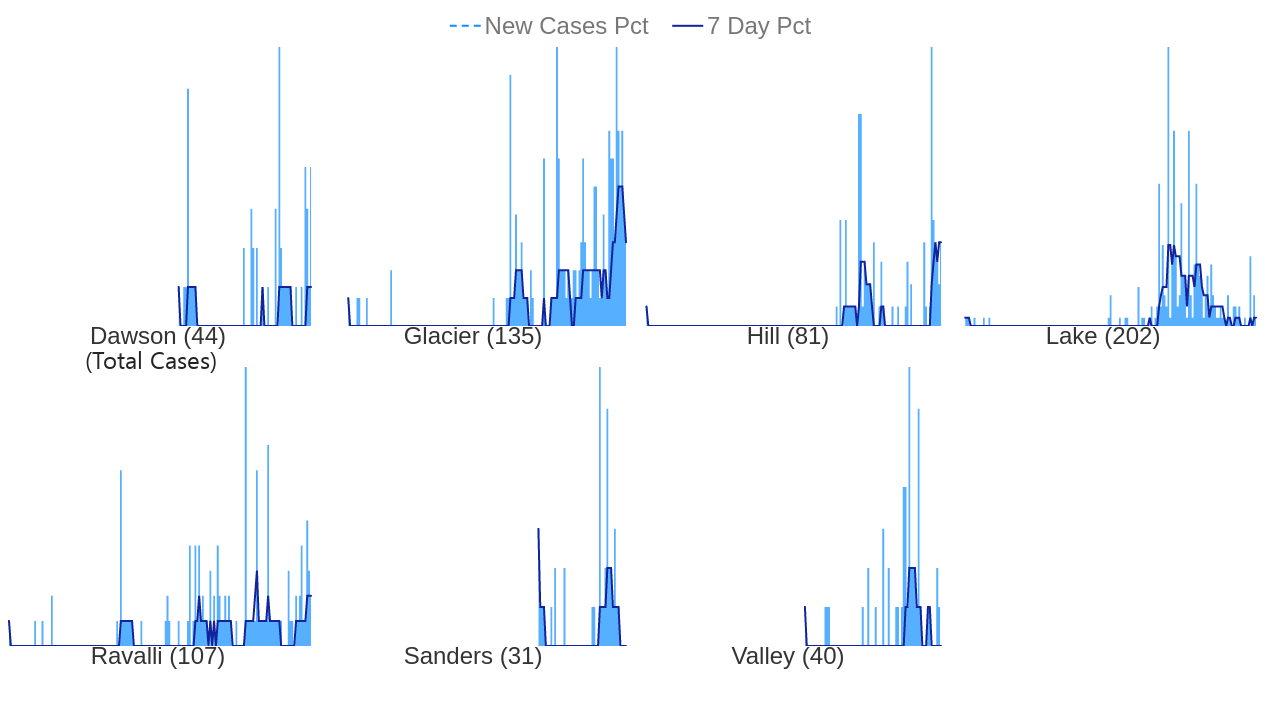 New Cases Pct 7 Day Pct
Dawson (44) Glacier (135) Hill (81) Lake (202)
(Total Cases)
Ravalli (107) Sanders (31) Valley (40)